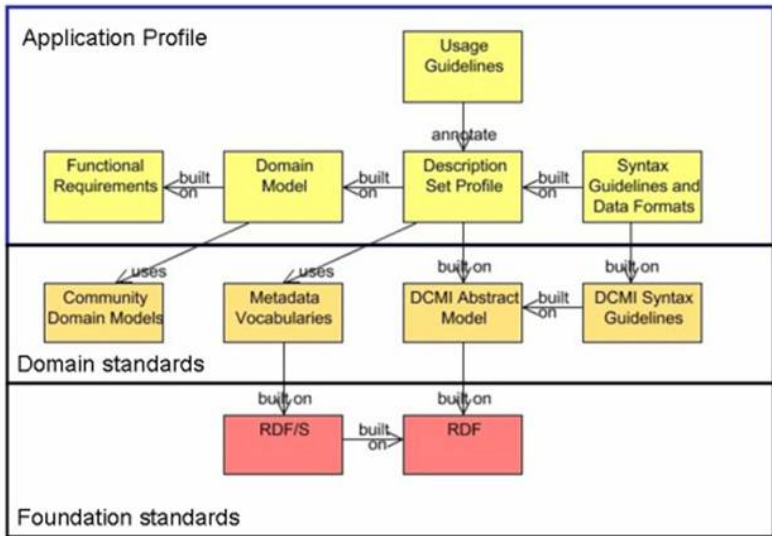 Application Profile
Usage
Guidelines
annotate
Functional
Requirements
built
on
Domain
Model
built
on
Description
Set Profile
built
on
Syntax
Guidelines and
Data Formats
uses
uses
built on
built on
Community
Domain Models
Metadata
Vocabularies
DCMI Abstract
Model
built
on
DCMI Syntax
Guidelines
Domain standards
built on
built on
RDF/S
built
on
RDF
Foundation standards